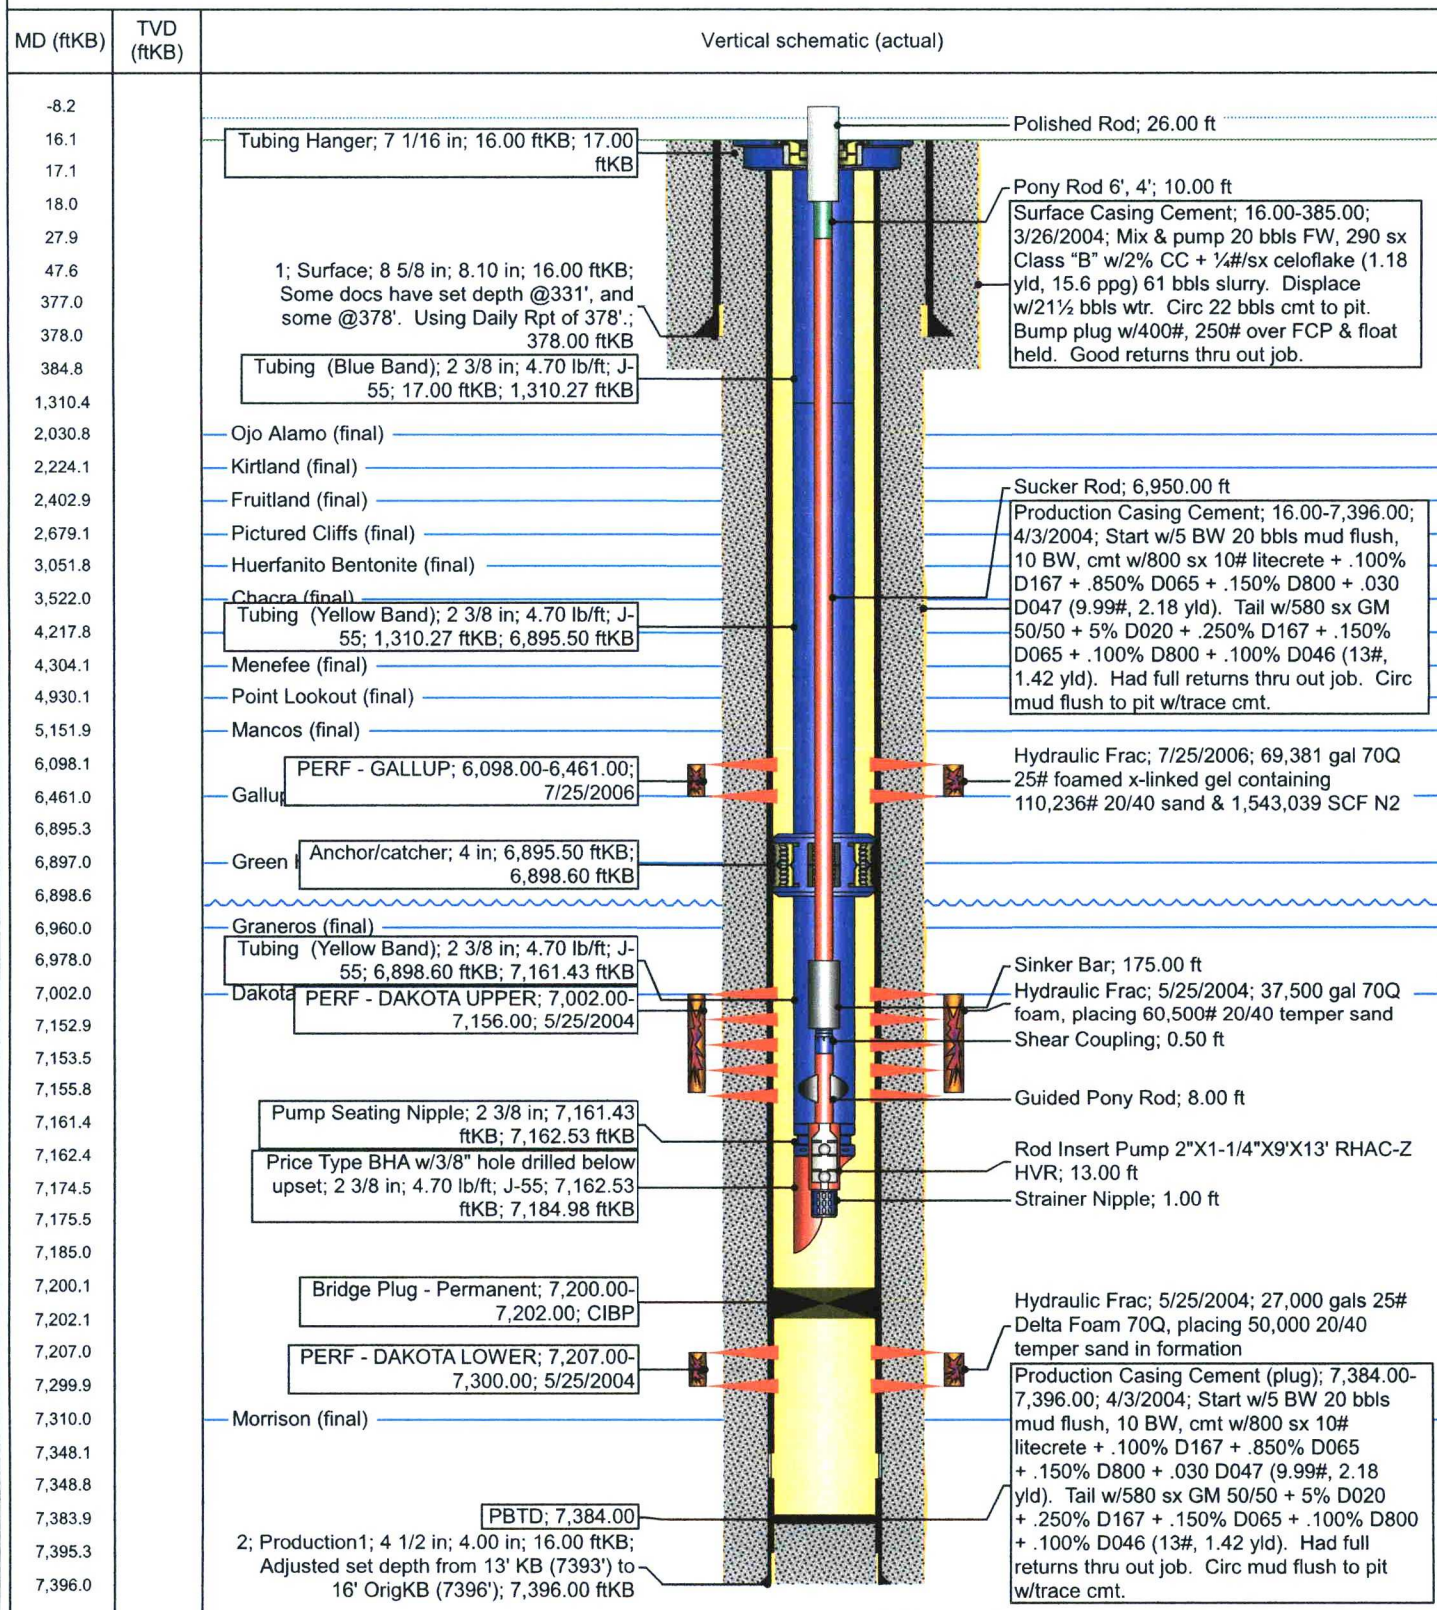 MD (ftKB)
TVD
(ftKB)
Vertical schematic (actual)
-8.2
16.1
17.1
18.0
27.9
47.6
377.0
378.0
384.8
1,310.4
2,030.8
2,224.1
2,402.9
2,679.1
3,051.8
3,522.0
4,217.8
4,304.1
4,930.1
5,151.9
6,098.1
6,461.0
6,895.3
6,897.0
6,898.6
6,960.0
6,978.0
7,002.0
7,152.9
7,153.5
7,155.8
7,161.4
7,162.4
7,174.5
7,175.5
7,185.0
7,200.1
7,202.1
7,207.0
7,299.9
7,310.0
7,348.1
7,348.8
7,383.9
7,395.3
7,396.0
Tubing Hanger; 7 1/16 in; 16.00 ftKB; 17.00
ftKB
1; Surface; 8 5/8 in; 8.10 in; 16.00 ftKB;
Some docs have set depth @331', and
some @378'. Using Daily Rpt of 378'.;
378.00 ftKB
Tubing (Blue Band); 2 3/8 in; 4.70 lb/ft; J-
55; 17.00 ftKB; 1,310.27 ftKB
Ojo Alamo (final)
Kirtland (final)
Fruitland (final)
Pictured Cliffs (final)
Huerfanito Bentonite (final)
Chacra (final)
Tubing (Yellow Band); 2 3/8 in; 4.70 lb/ft; J-
55; 1,310.27 ftKB; 6,895.50 ftKB
Menefee (final)
Point Lookout (final)
Mancos (final)
PERF - GALLUP; 6,098.00-6,461.00;
7/25/2006
Gallup
Anchor/catcher; 4 in; 6,895.50 ftKB;
6,898.60 ftKB
Green
Graneros (final)
Tubing (Yellow Band); 2 3/8 in; 4.70 lb/ft; J-
55; 6,898.60 ftKB; 7,161.43 ftKB
Dakota
PERF - DAKOTA UPPER; 7,002.00-
7,156.00; 5/25/2004
Pump Seating Nipple; 2 3/8 in; 7,161.43
ftKB; 7,162.53 ftKB
Price Type BHA w/3/8" hole drilled below
upset; 2 3/8 in; 4.70 lb/ft; J-55; 7,162.53
ftKB; 7,184.98 ftKB
Bridge Plug - Permanent; 7,200.00-
7,202.00; CIBP
PERF - DAKOTA LOWER; 7,207.00-
7,300.00; 5/25/2004
Morrison (final)
PBTD; 7,384.00
2; Production1; 4 1/2 in; 4.00 in; 16.00 ftKB;
Adjusted set depth from 13' KB (7393') to
16' OrigKB (7396'); 7,396.00 ftKB
Polished Rod; 26.00 ft
Pony Rod 6', 4'; 10.00 ft
Surface Casing Cement; 16.00-385.00;
3/26/2004; Mix & pump 20 bbls FW, 290 sx
Class “B” w/2% CC + ¼#/sx celoflake (1.18
yld, 15.6 ppg) 61 bbls slurry. Displace
w/21½ bbls wtr. Circ 22 bbls cmt to pit.
Bump plug w/400#, 250# over FCP & float
held. Good returns thru out job.
Sucker Rod; 6,950.00 ft
Production Casing Cement; 16.00-7,396.00;
4/3/2004; Start w/5 BW 20 bbls mud flush,
10 BW, cmt w/800 sx 10# litecrete + .100%
D167 + .850% D065 + .150% D800 + .030
D047 (9.99#, 2.18 yld). Tail w/580 sx GM
50/50 + 5% D020 + .250% D167 + .150%
D065 + .100% D800 + .100% D046 (13#,
1.42 yld). Had full returns thru out job. Circ
mud flush to pit w/trace cmt.
Hydraulic Frac; 7/25/2006; 69,381 gal 70Q
25# foamed x-linked gel containing
110,236# 20/40 sand & 1,543,039 SCF N2
Sinker Bar; 175.00 ft
Hydraulic Frac; 5/25/2004; 37,500 gal 70Q
foam, placing 60,500# 20/40 temper sand
Shear Coupling; 0.50 ft
Guided Pony Rod; 8.00 ft
Rod Insert Pump 2"X1-1/4"X9'X13' RHAC-Z
HVR; 13.00 ft
Strainer Nipple; 1.00 ft
Hydraulic Frac; 5/25/2004; 27,000 gals 25#
Delta Foam 70Q, placing 50,000 20/40
temper sand in formation
Production Casing Cement (plug); 7,384.00-
7,396.00; 4/3/2004; Start w/5 BW 20 bbls
mud flush, 10 BW, cmt w/800 sx 10#
litecrete + .100% D167 + .850% D065
+ .150% D800 + .030 D047 (9.99#, 2.18
yld). Tail w/580 sx GM 50/50 + 5% D020
+ .250% D167 + .150% D065 + .100% D800
+ .100% D046 (13#, 1.42 yld). Had full
returns thru out job. Circ mud flush to pit
w/trace cmt.